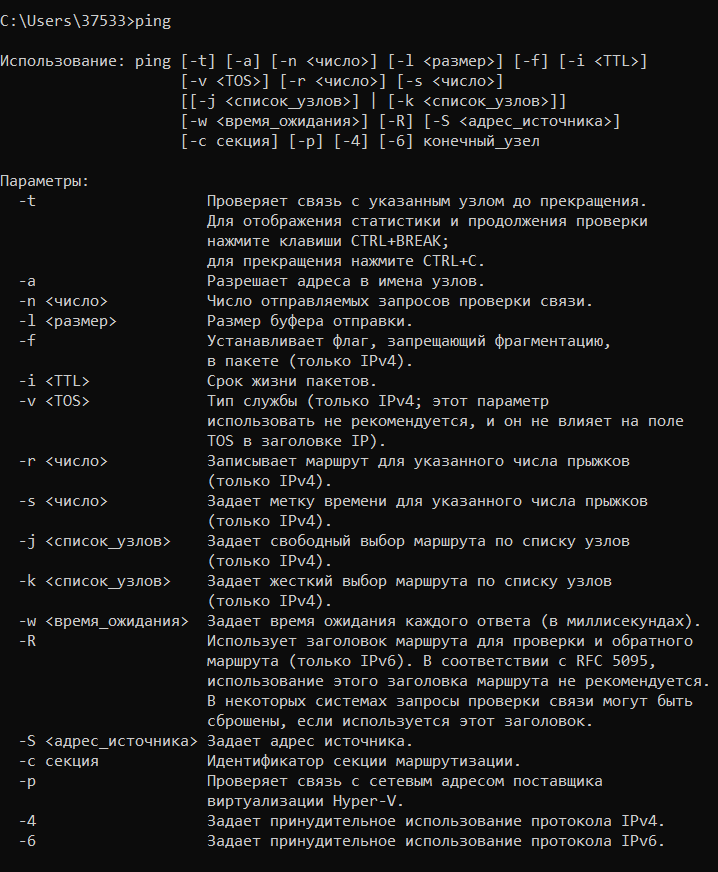 C:\Users\37533>ping
Использование: ping [-t] [-a] [-n <число>] [-l <размер>] [-f] [-i <TTL>]
[-v <TOS>] [-r <число>] [-s <число>]
[[-j <список_узлов>] | [-k <список_узлов>]]
[-w <время_ожидания>] [-R] [-S <адрес_источника>]
[-c секция] [-p] [-4] [-6] конечный_узел
Параметры:
-t Проверяет связь с указанным узлом до прекращения.
Для отображения статистики и продолжения проверки
нажмите клавиши CTRL+BREAK;
для прекращения нажмите CTRL+C.
-a Разрешает адреса в имена узлов.
-n <число> Число отправляемых запросов проверки связи.
-l <размер> Размер буфера отправки.
-f Устанавливает флаг, запрещающий фрагментацию,
в пакете (только IPv4).
-i <TTL> Срок жизни пакетов.
-v <TOS> Тип службы (только IPv4; этот параметр
использовать не рекомендуется, и он не влияет на поле
TOS в заголовке IP).
-r <число> Записывает маршрут для указанного числа прыжков
(только IPv4).
-s <число> Задает метку времени для указанного числа прыжков
(только IPv4).
-j <список_узлов> Задает свободный выбор маршрута по списку узлов
(только IPv4).
-k <список_узлов> Задает жесткий выбор маршрута по списку узлов
(только IPv4).
-w <время_ожидания> Задает время ожидания каждого ответа (в миллисекундах).
-R Использует заголовок маршрута для проверки и обратного
маршрута (только IPv6). В соответствии с RFC 5095,
использование этого заголовка маршрута не рекомендуется.
В некоторых системах запросы проверки связи могут быть
сброшены, если используется этот заголовок.
-S <адрес_источника> Задает адрес источника.
-c секция Идентификатор секции маршрутизации.
-p Проверяет связь с сетевым адресом поставщика
виртуализации Hyper-V.
-4 Задает принудительное использование протокола IPv4.
-6 Задает принудительное использование протокола IPv6.